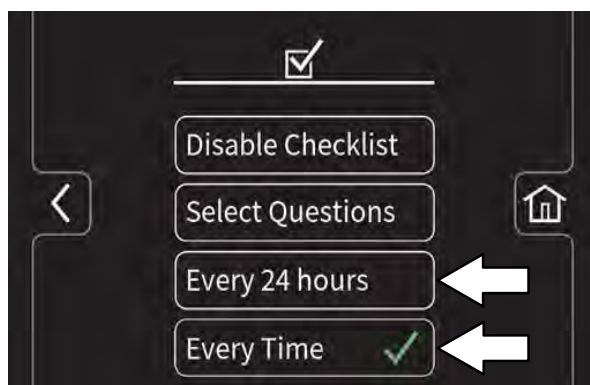 Disable Checklist
Select Questions
Every 24 hours
Every Time